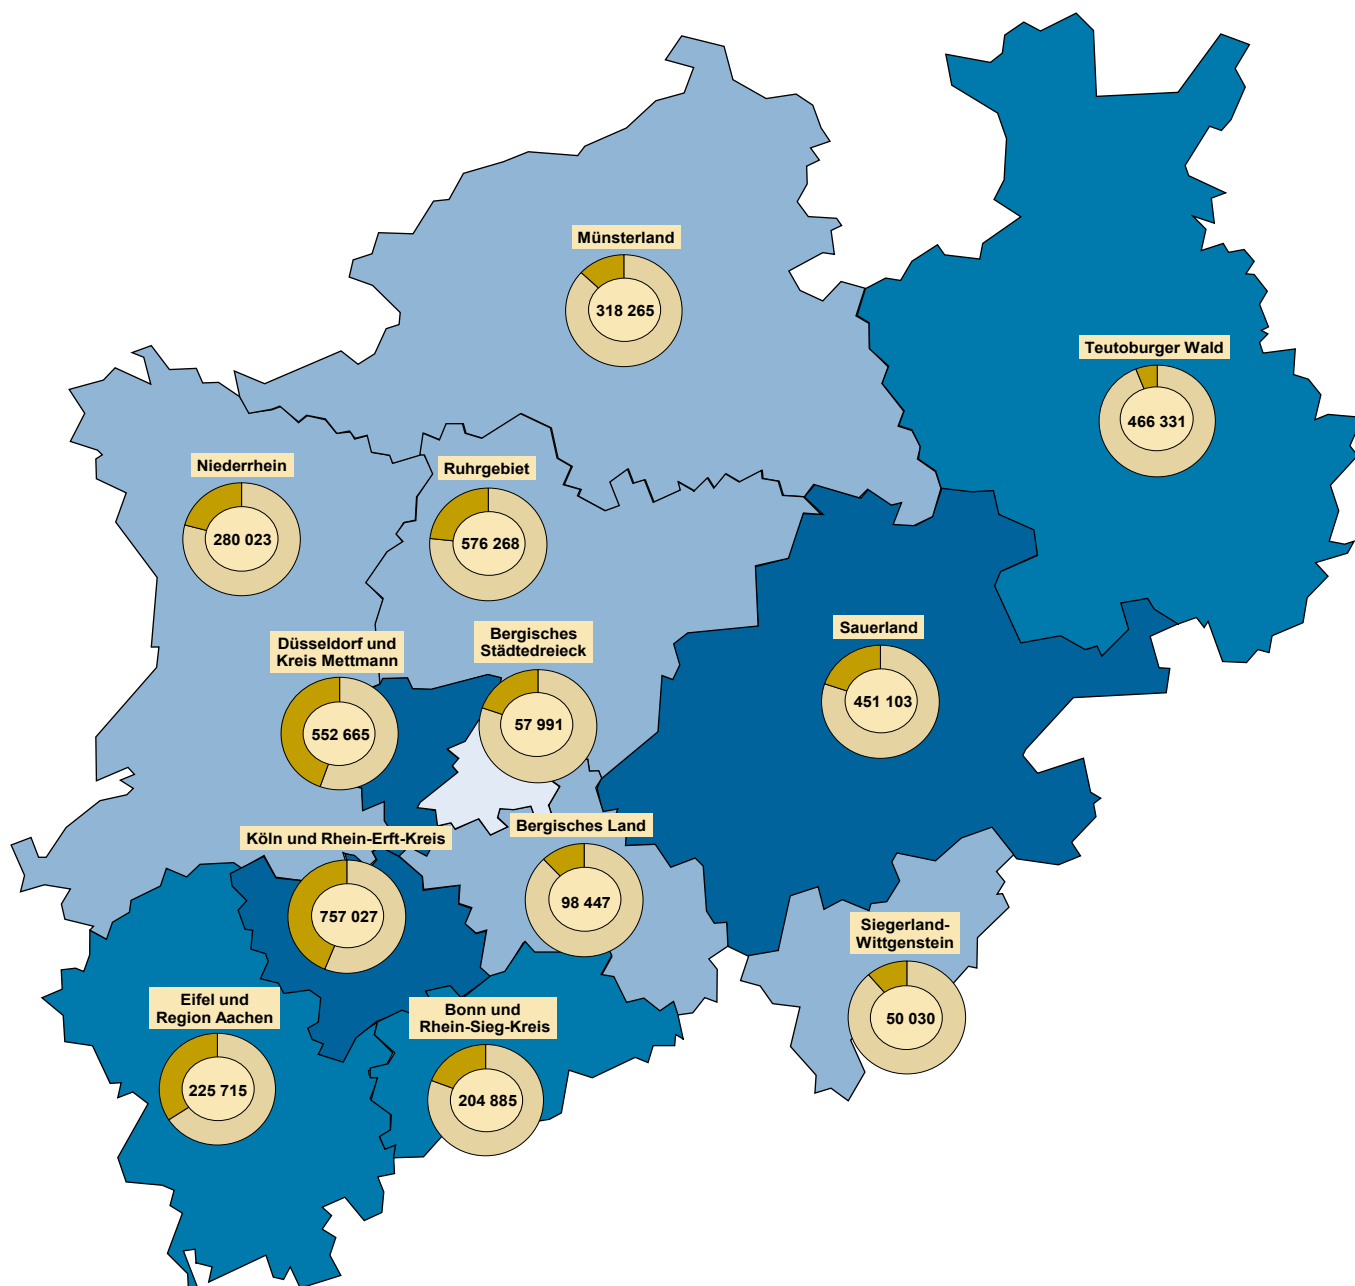 Münsterland
318 265
Teutoburger Wald
466 331
Niederrhein
280 023
Ruhrgebiet
576 268
Düsseldorf und
Kreis Mettmann
552 665
Bergisches
Städtedreieck
57 991
Sauerland
451 103
Köln und Rhein-Erft-Kreis
757 027
Bergisches Land
98 447
Siegerland-
Wittgenstein
50 030
Eifel und
Region Aachen
225 715
Bonn und
Rhein-Sieg-Kreis
204 885